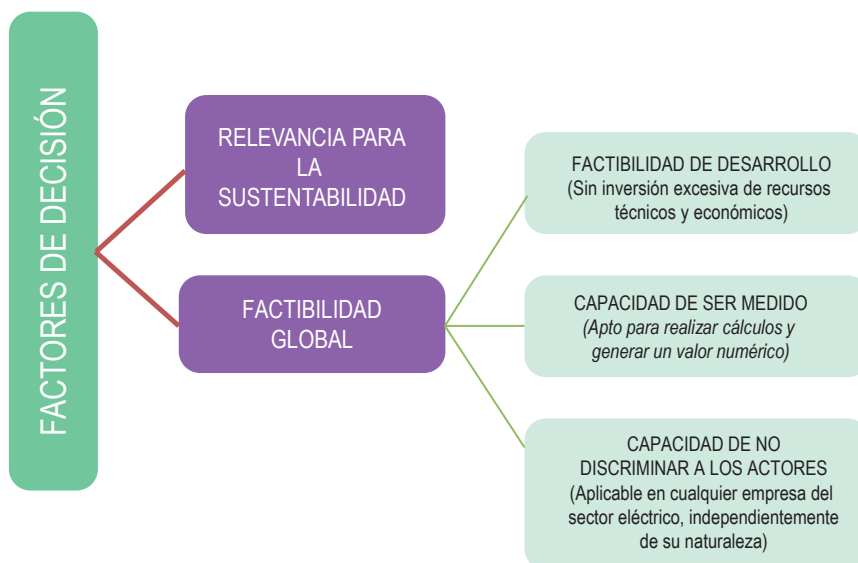 FACTORES DE DECISIÓN
RELEVANCIA PARA
LA
SUSTENTABILIDAD
FACTIBILIDAD
GLOBAL
FACTIBILIDAD DE DESARROLLO
(Sin inversión excesiva de recursos
técnicos y económicos)
CAPACIDAD DE SER MEDIDO
(Apto para realizar cálculos y
generar un valor numérico)
CAPACIDAD DE NO
DISCRIMINAR A LOS ACTORES
(Aplicable en cualquier empresa del
sector eléctrico, independientemente
de su naturaleza)